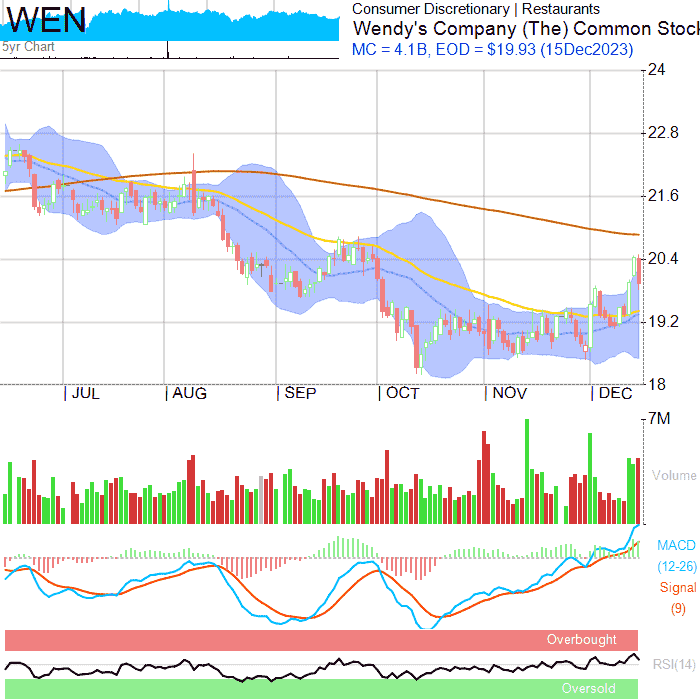 WEN
5yr Chart
Consumer Discretionary | Restaurants
Wendy's Company (The) Common Stock
MC = 4.1B, EOD = $19.93 (15Dec2023)
24
22.8
21.6
20.4
19.2
18
| JUL | AUG | SEP | OCT | NOV | DEC
7M
Volume
MACD
(12-26)
Signal
(9)
Overbought
RSI(14)
Oversold